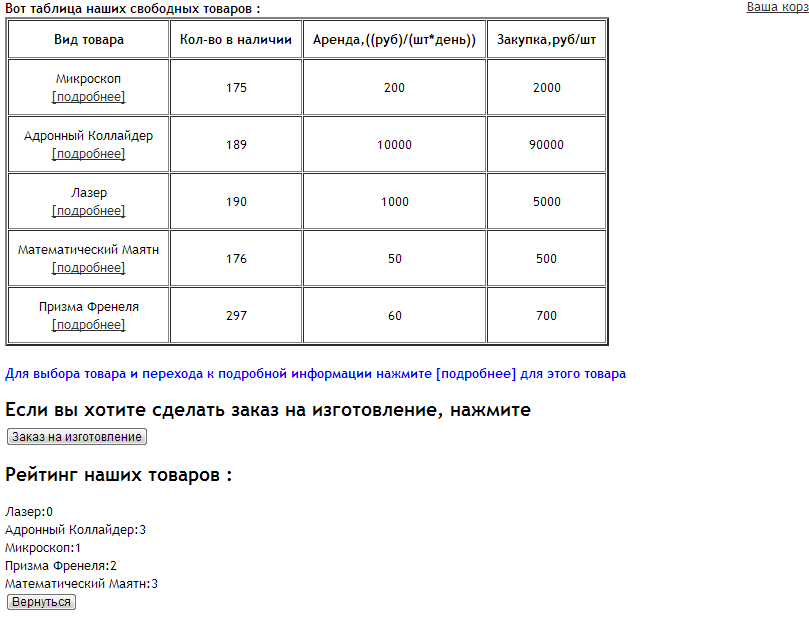 Вот таблица наших свободных товаров :
Ваша корз
Вид товара Кол-во в наличии Аренда,((руб)/(шт*день)) Закупка,руб/шт
Микроскоп
[подробнее]
175 200 2000
Адронный Коллайдер
[подробнее]
189 10000 90000
Лазер
[подробнее]
190 1000 5000
Математический Маятн
[подробнее]
176 50 500
Призма Френеля
[подробнее]
297 60 700
Для выбора товара и перехода к подробной информации нажмите [подробнее] для этого товара
Если вы хотите сделать заказ на изготовление, нажмите
Заказ на изготовление
Рейтинг наших товаров :
Лазер:0
Адронный Коллайдер:3
Микроскоп:1
Призма Френеля:2
Математический Маятн:3
Вернуться